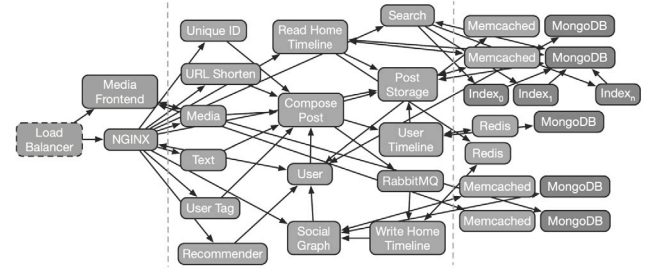 Load
Balancer
Media
Frontend
NGINX
Unique ID
URL Shorten
Media
Text
User Tag
Recommender
Read Home
Timeline
Compose
Post
User
Social
Graph
Search
Post
Storage
User
Timeline
RabbitMQ
Write Home
Timeline
Memcached
MongoDB
Memcached
MongoDB
Index₀
Index₁
Indexₙ
Redis
MongoDB
Redis
Memcached
MongoDB
Memcached
MongoDB